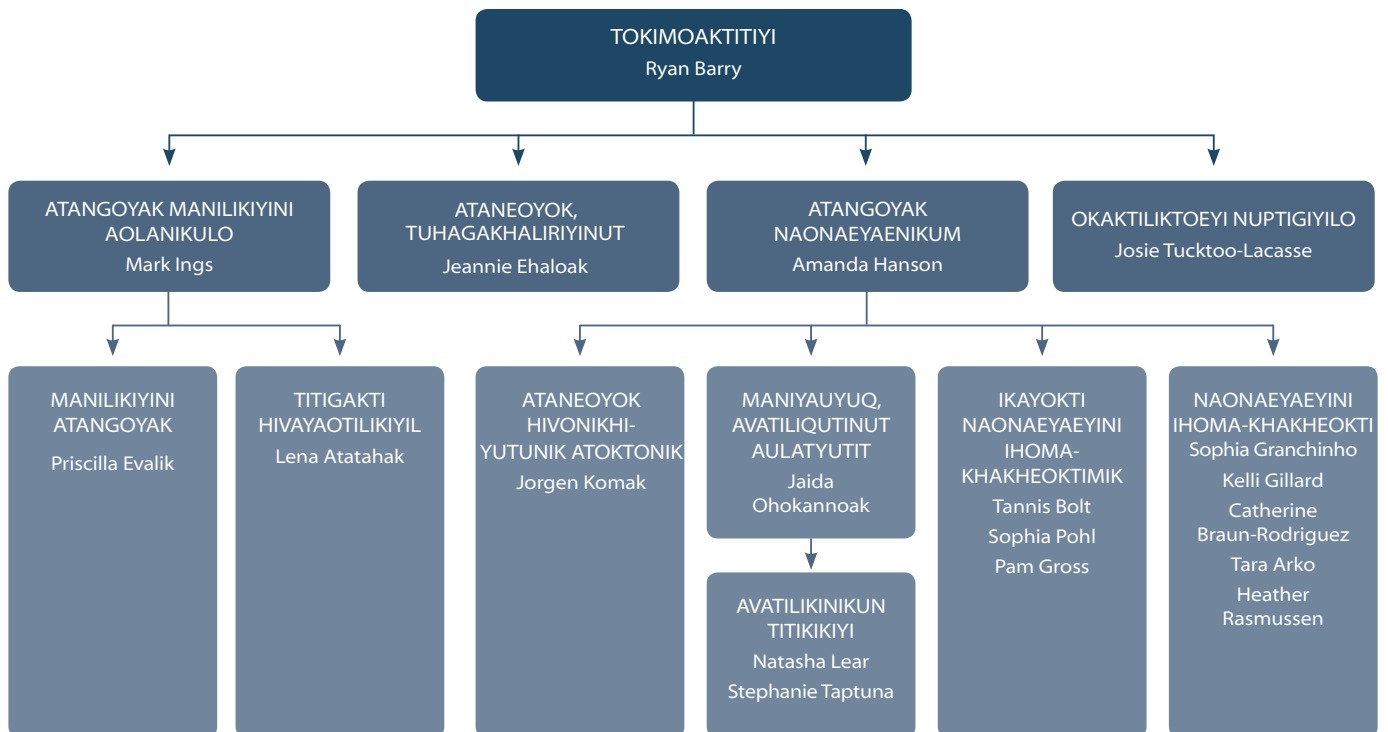 TOKIMOAKTITIYI
Ryan Barry
ATANGOYAK MANILIKIYINI
AOLANIKULO
Mark Ings
ATANEOYOK,
TUHAGAKHALIRIYINUT
Jeannie Ehaloak
ATANGOYAK
NAONAEYAENIKUM
Amanda Hanson
OKAKTILIKTOEYI NUPTIGIYILO
Josie Tucktoo-Lacasse
MANILIKIYINI
ATANGOYAK
Priscilla Evalik
TITIGAKTI
HIVAYAOTILIKIYIL
Lena Atatahak
ATANEOYOK
HIVONIKHI-
YUTUNIK ATOKTONIK
Jorgen Komak
MANIYAUYUQ,
AVATILIQUTINUT
AULATYUTIT
Jaida
Ohokannoak
AVATILIKINIKUN
TITIKIKIYI
Natasha Lear
Stephanie Taptuna
IKAYOKTI
NAONAEYAEYINI
IHOMA-
KHAKHEOKTIMIK
Tannis Bolt
Sophia Pohl
Pam Gross
NAONAEYAEYINI
IHOMA-KHAKHEOKTI
Sophia Granchinho
Kelli Gillard
Catherine
Braun-Rodriguez
Tara Arko
Heather
Rasmussen